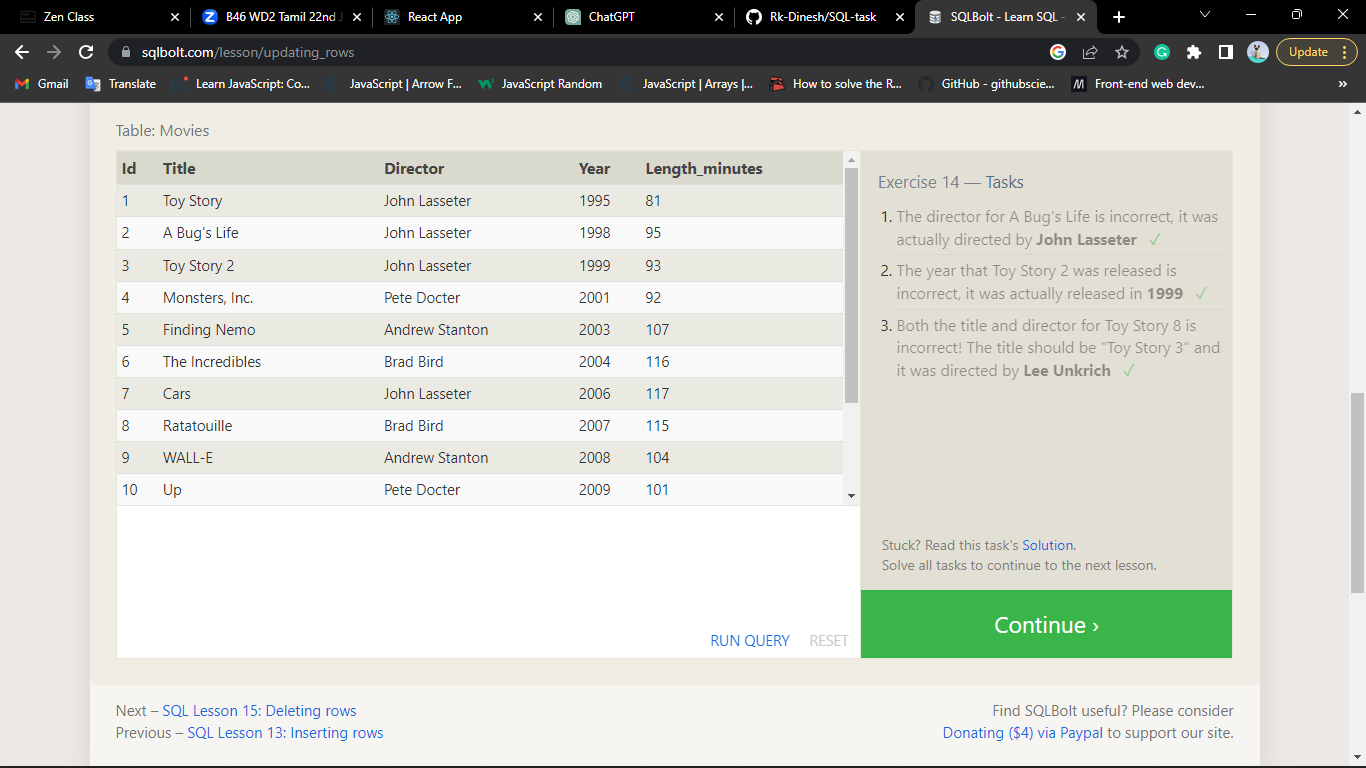 Zen Class
B46 WD2 Tamil 22nd
React App
ChatGPT
Rk-Dinesh/SQL-task
SQLBolt - Learn SQL -
sqlbolt.com/lesson/updating_rows
Update
Gmail
Translate
Learn JavaScript: Co...
JavaScript | Arrow F...
JavaScript Random
JavaScript | Arrays |...
How to solve the R...
GitHub - githubscie...
Front-end web dev...
»
Table: Movies
Id Title Director Year Length_minutes
1 Toy Story John Lasseter 1995 81
2 A Bug's Life John Lasseter 1998 95
3 Toy Story 2 John Lasseter 1999 93
4 Monsters, Inc. Pete Docter 2001 92
5 Finding Nemo Andrew Stanton 2003 107
6 The Incredibles Brad Bird 2004 116
7 Cars John Lasseter 2006 117
8 Ratatouille Brad Bird 2007 115
9 WALL-E Andrew Stanton 2008 104
10 Up Pete Docter 2009 101
RUN QUERY RESET
Exercise 14 — Tasks
1. The director for A Bug's Life is incorrect, it was
actually directed by John Lasseter ✓
2. The year that Toy Story 2 was released is
incorrect, it was actually released in 1999 ✓
3. Both the title and director for Toy Story 8 is
incorrect! The title should be "Toy Story 3" and
it was directed by Lee Unkrich ✓
Stuck? Read this task's Solution.
Solve all tasks to continue to the next lesson.
Continue ›
Next – SQL Lesson 15: Deleting rows
Previous – SQL Lesson 13: Inserting rows
Find SQLBolt useful? Please consider
Donating ($4) via Paypal to support our site.